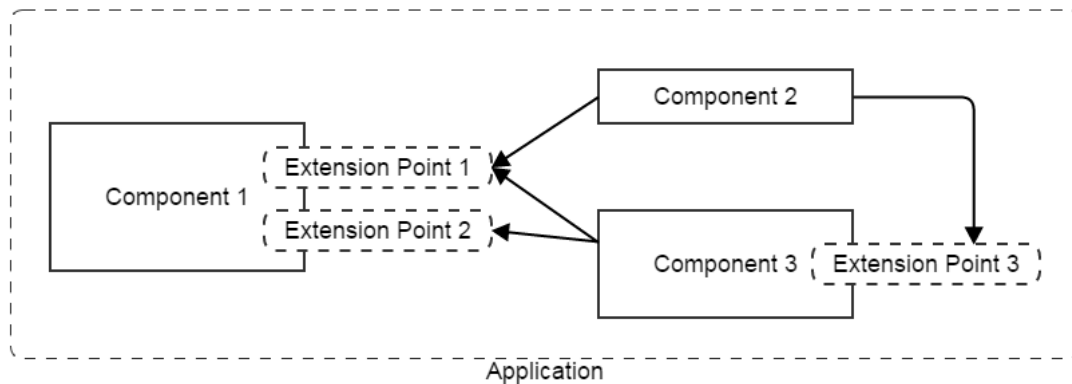 Component 2
Extension Point 1
Component 1
Extension Point 2
Component 3
Extension Point 3
Application